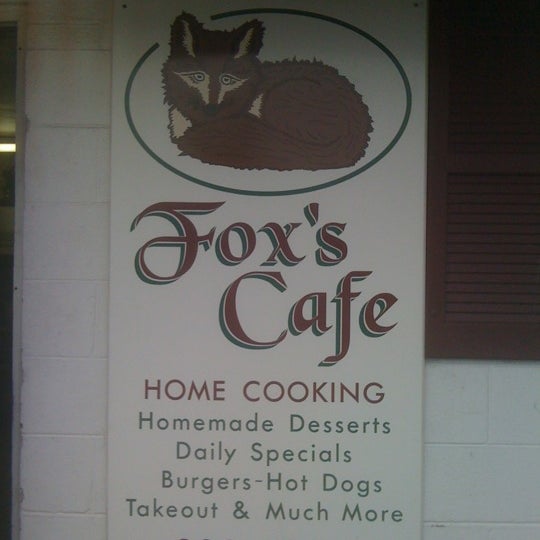 Fox's
Cafe
HOME COOKING
Homemade Desserts
Daily Specials
Burgers-Hot Dogs
Takeout & Much More